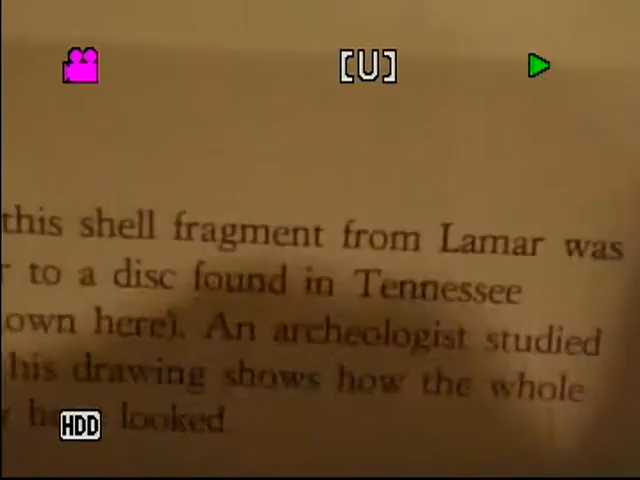 [U]
this shell fragment from Lamar was
to a disc found in Tennessee
own here). An archeologist studied
his drawing shows how the whole
looked.
HDD